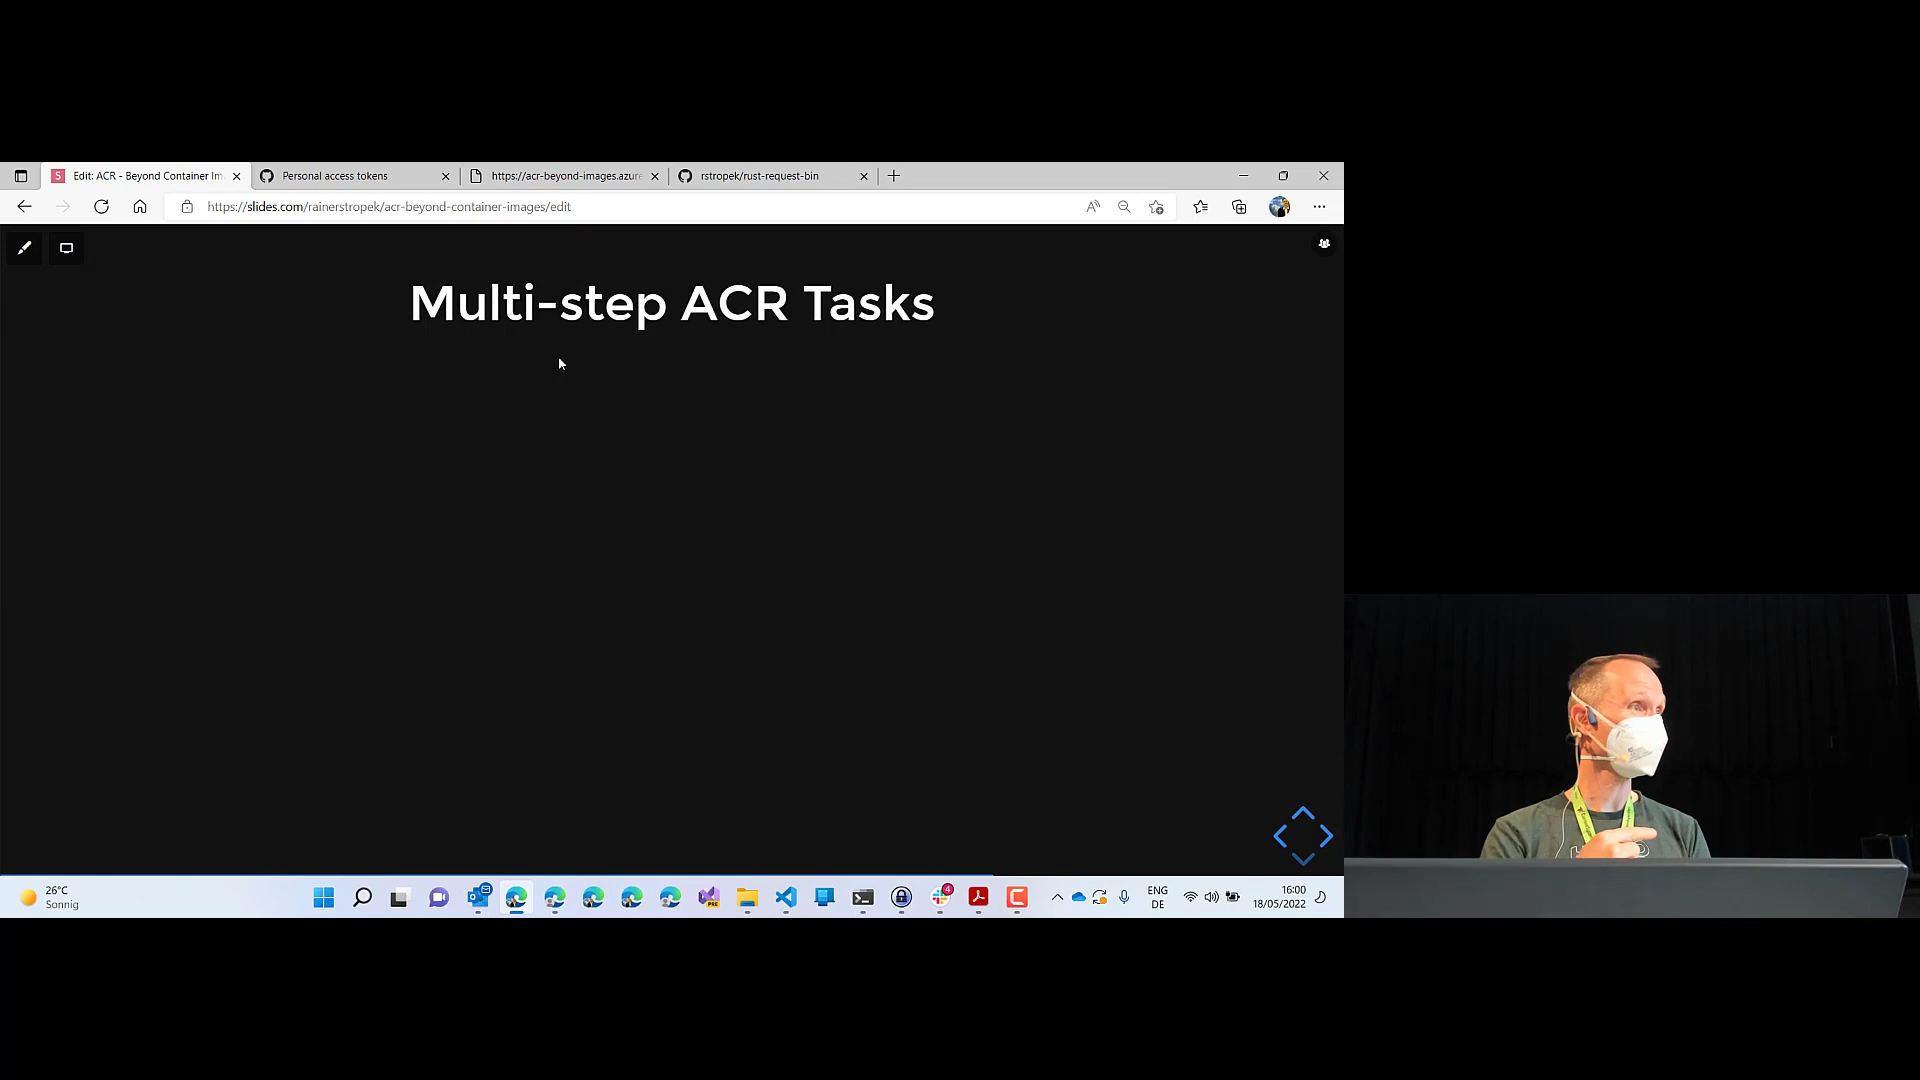 Edit: ACR - Beyond Container Im
Personal access tokens
https://acr-beyond-images.azure
rstropek/rust-request-bin
https://slides.com/rainerstropek/acr-beyond-container-images/edit
Multi-step ACR Tasks
26°C
Sonnig
PRE
4
ENG
DE
16:00
18/05/2022